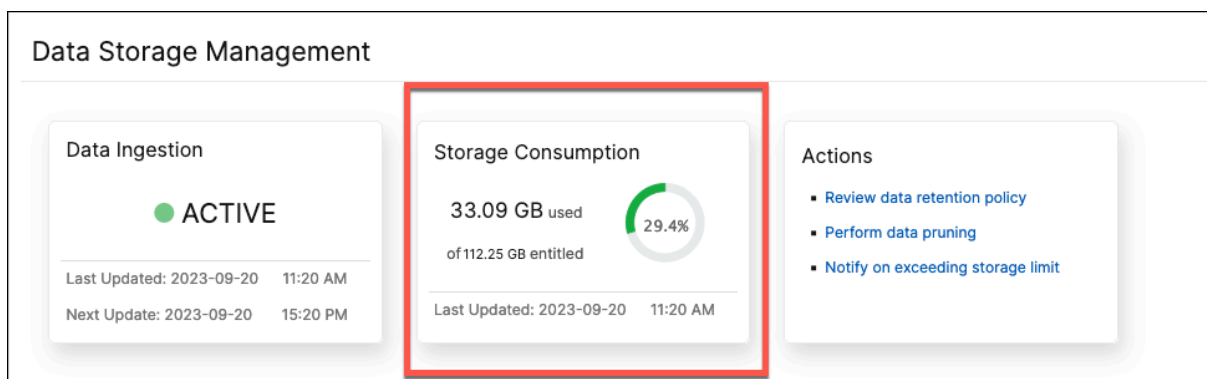 Data Storage Management
Data Ingestion
ACTIVE
Last Updated: 2023-09-20 11:20 AM
Next Update: 2023-09-20 15:20 PM
Storage Consumption
33.09 GB used
of 112.25 GB entitled
29.4%
Last Updated: 2023-09-20 11:20 AM
Actions
Review data retention policy
Perform data pruning
Notify on exceeding storage limit